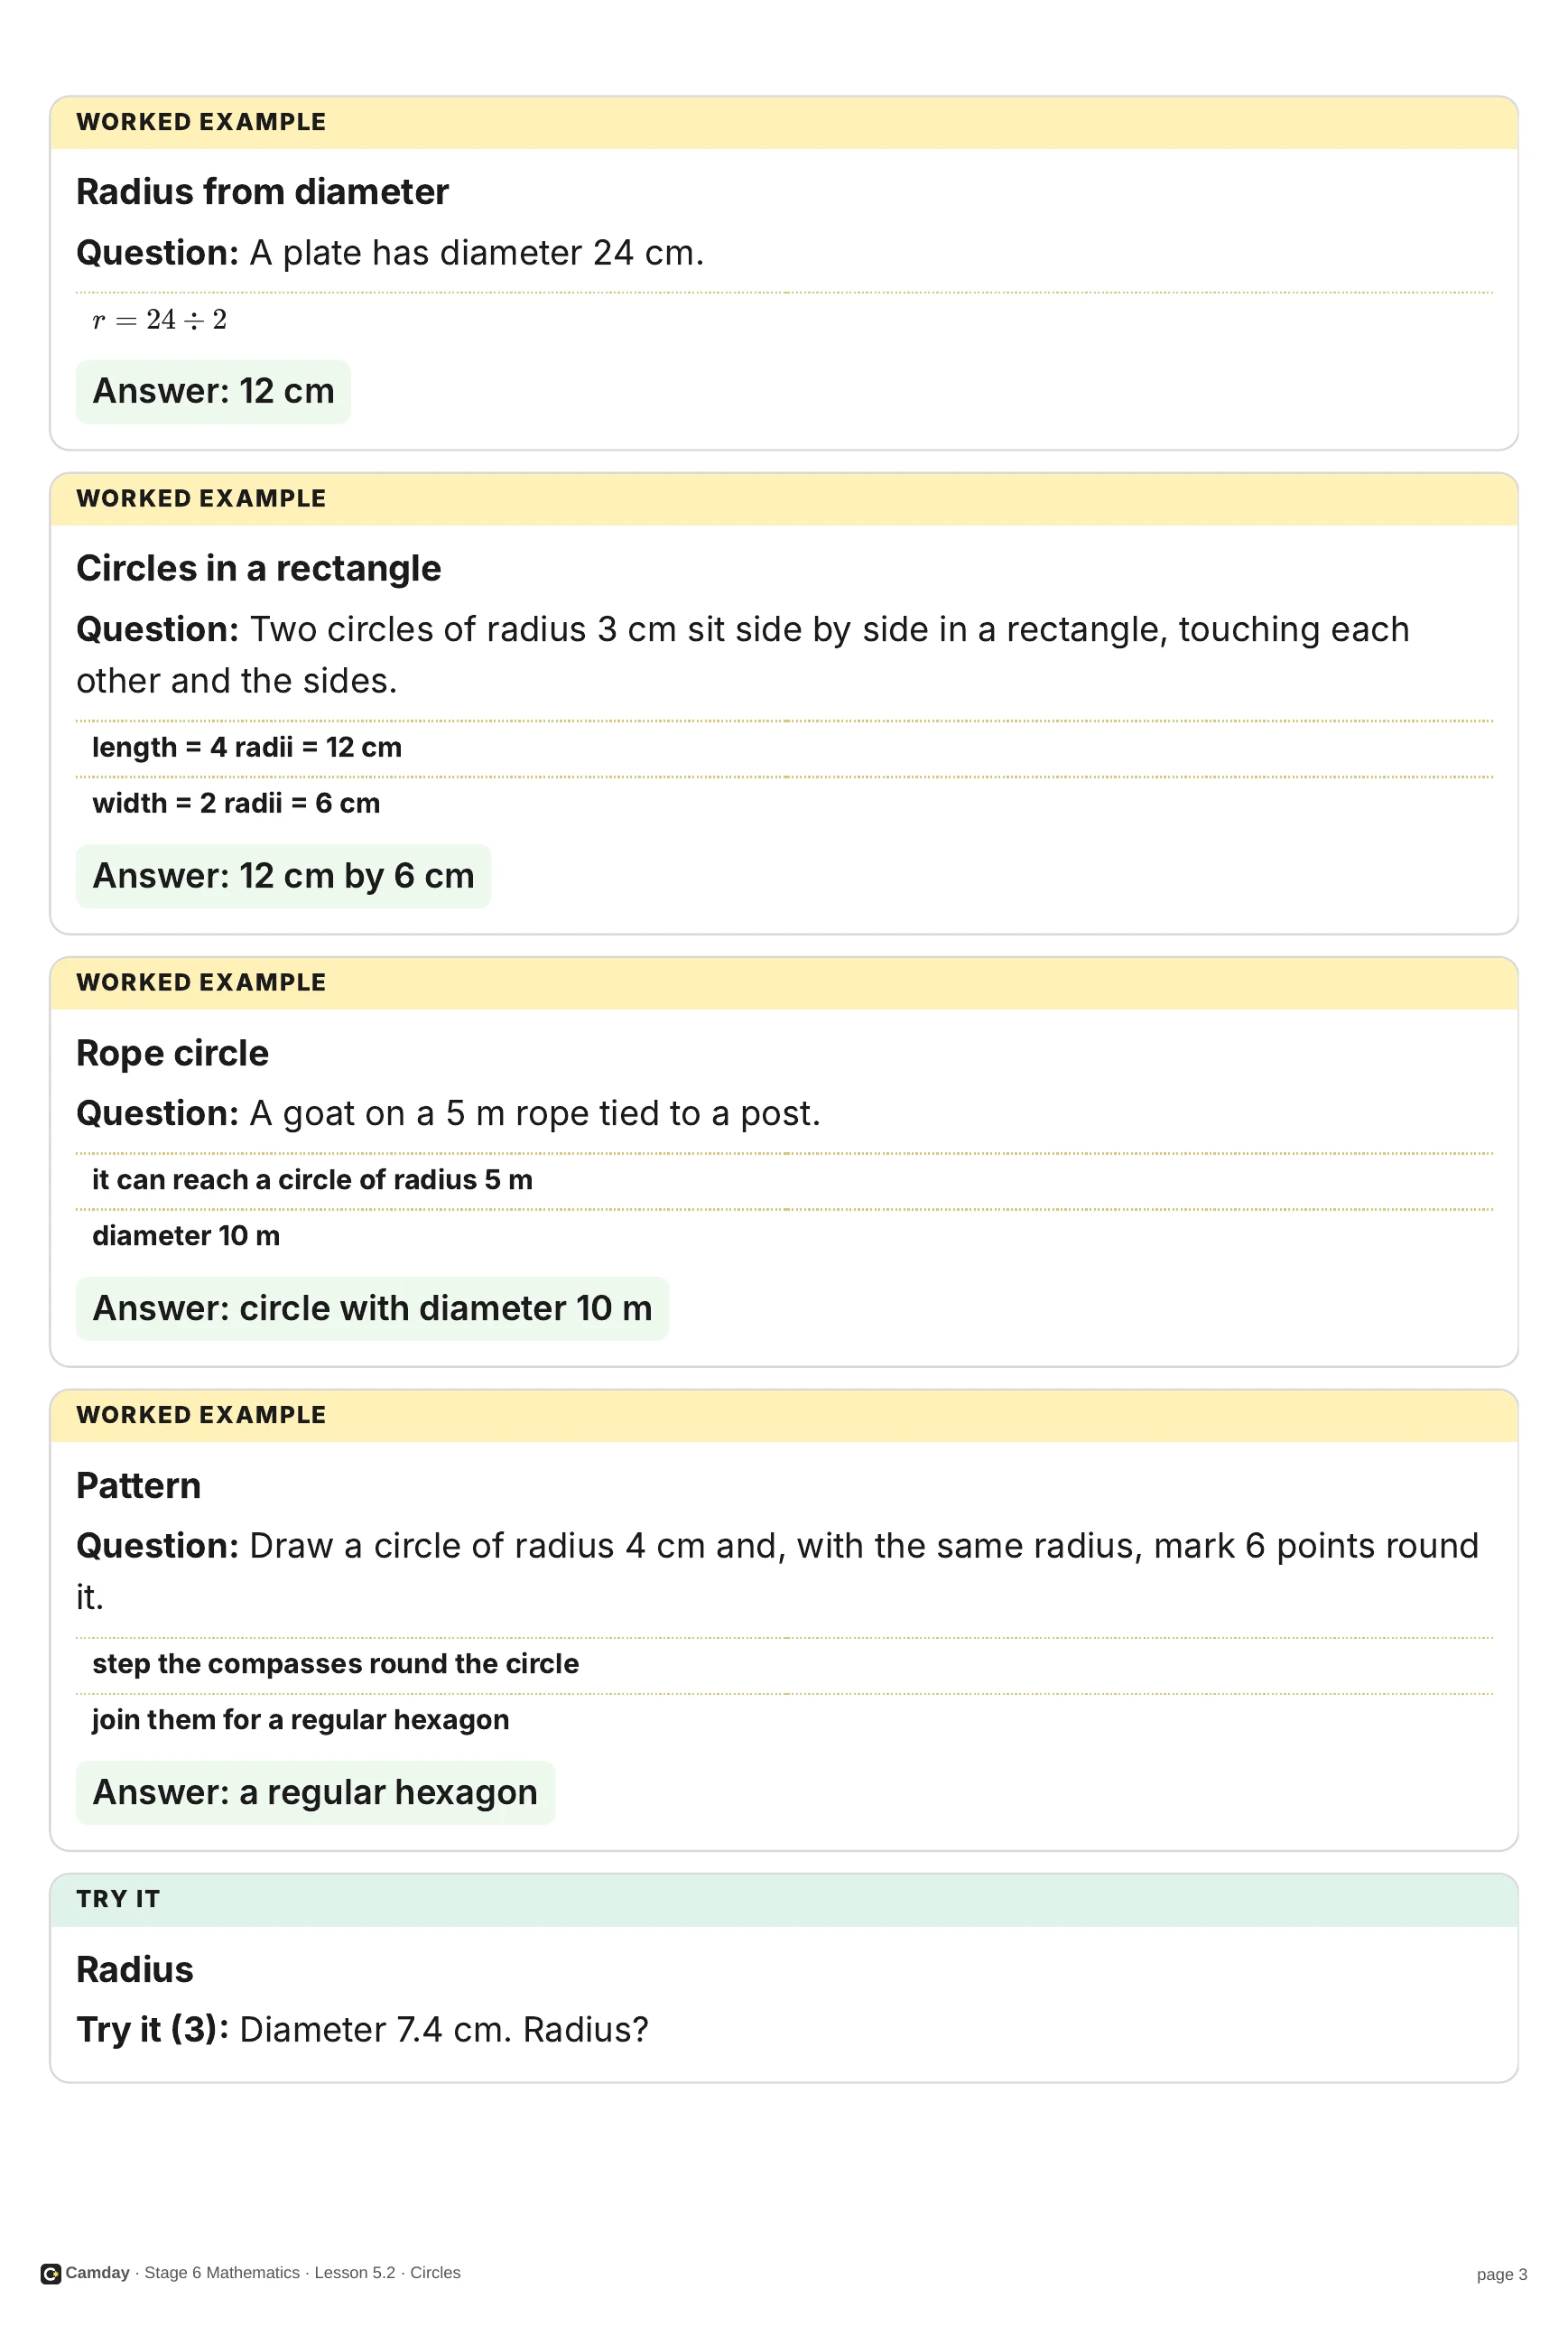 WORKED EXAMPLE
Radius from diameter
Question: A plate has diameter 24 cm.
r = 24 ÷ 2
Answer: 12 cm
WORKED EXAMPLE
Circles in a rectangle
Question: Two circles of radius 3 cm sit side by side in a rectangle, touching each
other and the sides.
length = 4 radii = 12 cm
width = 2 radii = 6 cm
Answer: 12 cm by 6 cm
WORKED EXAMPLE
Rope circle
Question: A goat on a 5 m rope tied to a post.
it can reach a circle of radius 5 m
diameter 10 m
Answer: circle with diameter 10 m
WORKED EXAMPLE
Pattern
Question: Draw a circle of radius 4 cm and, with the same radius, mark 6 points round
it.
step the compasses round the circle
join them for a regular hexagon
Answer: a regular hexagon
TRY IT
Radius
Try it (3): Diameter 7.4 cm. Radius?
Camday · Stage 6 Mathematics · Lesson 5.2 · Circles
page 3